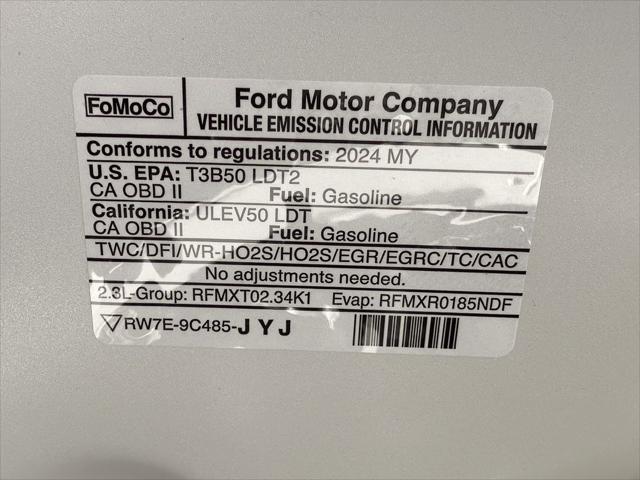 FoMoCo
Ford Motor Company
VEHICLE EMISSION CONTROL INFORMATION
Conforms to regulations: 2024 MY
U.S. EPA: T3B50 LDT2
CA OBD II Fuel: Gasoline
California: ULEV50 LDT
CA OBD II Fuel: Gasoline
TWC/DFI/WR-HO2S/HO2S/EGR/EGRC/TC/CAC
No adjustments needed.
2.3L-Group: RFMXT02.34K1 Evap: RFMXR0185NDF
RW7E-9C485-J Y J